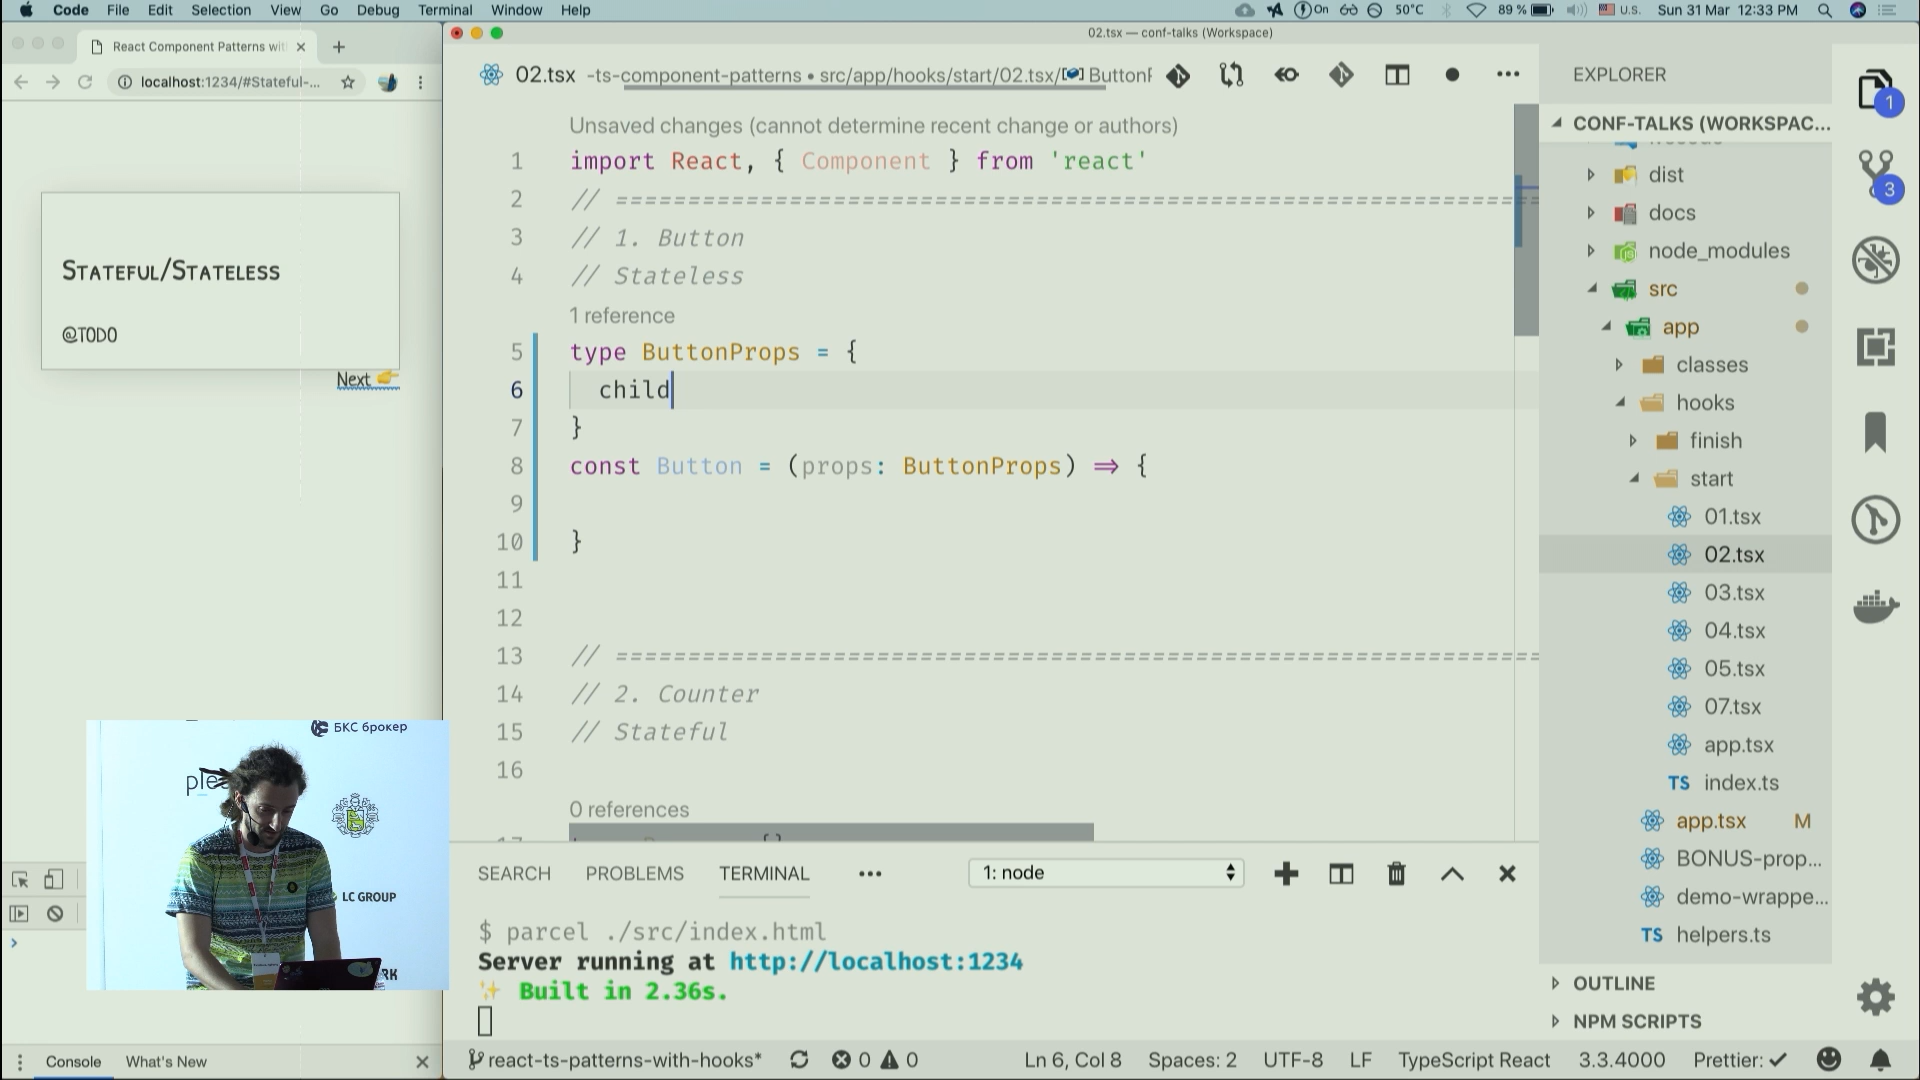 Code File Edit Selection View Go Debug Terminal Window Help
On 50°C 89 % U.S. Sun 31 Mar 12:33 PM
React Component Patterns wit
localhost:1234/#Stateful-...
Stateful/Stateless
@TODO
Next
02.tsx — conf-talks (Workspace)
02.tsx -ts-component-patterns • src/app/hooks/start/02.tsx/
Unsaved changes (cannot determine recent change or authors)
1 import React, { Component } from 'react'
2 // ================================================================
3 // 1. Button
4 // Stateless
1 reference
5 type ButtonProps = {
6 child
7 }
8 const Button = (props: ButtonProps) => {
9
10 }
11
12
13 // ================================================================
14 // 2. Counter
15 // Stateful
16
0 references
EXPLORER
CONF-TALKS (WORKSPAC...
dist
docs
node_modules
src
app
classes
hooks
finish
start
01.tsx
02.tsx
03.tsx
04.tsx
05.tsx
07.tsx
app.tsx
TS index.ts
app.tsx M
BONUS-prop...
demo-wrappe...
TS helpers.ts
OUTLINE
NPM SCRIPTS
1
3
SEARCH PROBLEMS TERMINAL ••• 1: node
$ parcel ./src/index.html
Server running at http://localhost:1234
✨ Built in 2.36s.
БКС брокер
LC GROUP
Console What's New
react-ts-patterns-with-hooks* 0 0 Ln 6, Col 8 Spaces: 2 UTF-8 LF TypeScript React 3.3.4000 Prettier: ✓